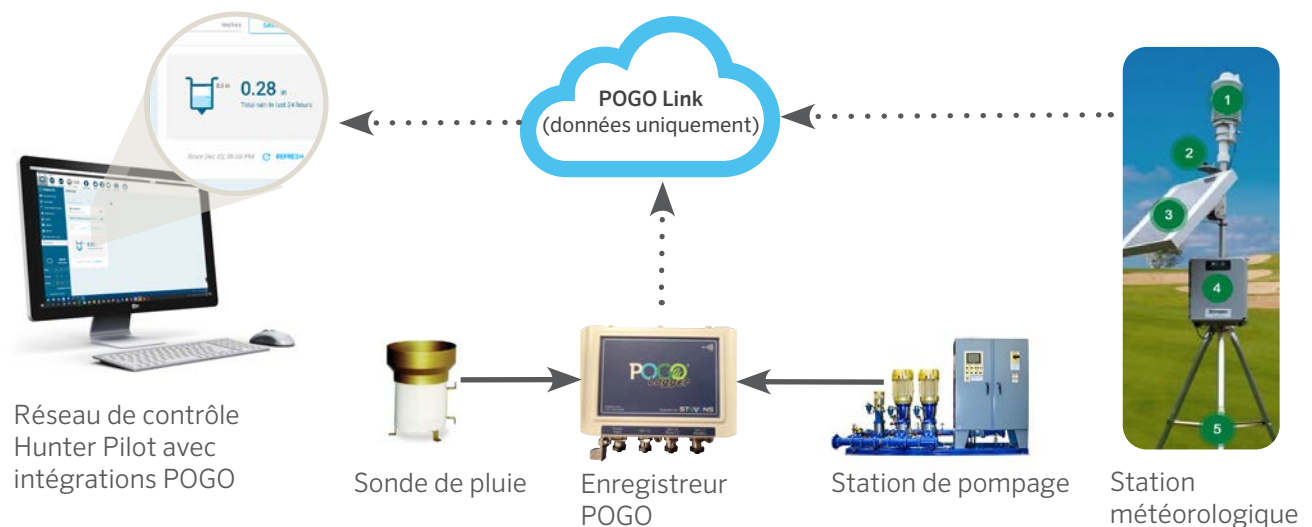 0.28 in
Total rain in last 24 hours
REFRESH
POGO Link
(données uniquement)
1
2
3
4
5
POGO
Logger
Réseau de contrôle
Hunter Pilot avec
intégrations POGO
Sonde de pluie
Enregistreur
POGO
Station de pompage
Station
météorologique